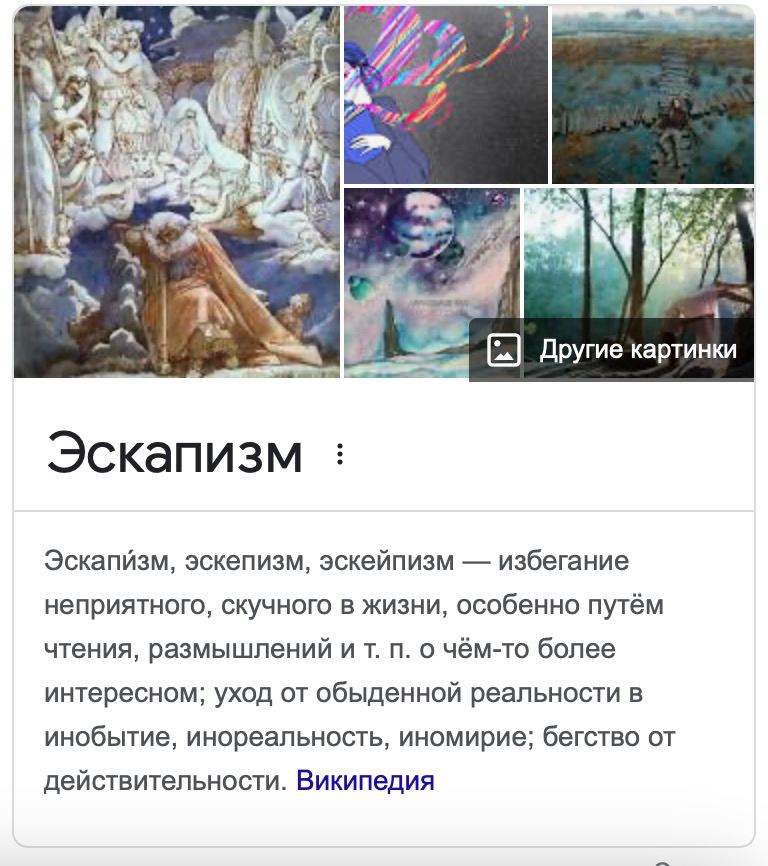 Другие картинки
Эскапизм
Эскапи́зм, эскепизм, эскейпизм — избегание
неприятного, скучного в жизни, особенно путём
чтения, размышлений и т. п. о чём-то более
интересном; уход от обыденной реальности в
инобытие, инореальность, иномирие; бегство от
действительности. Википедия